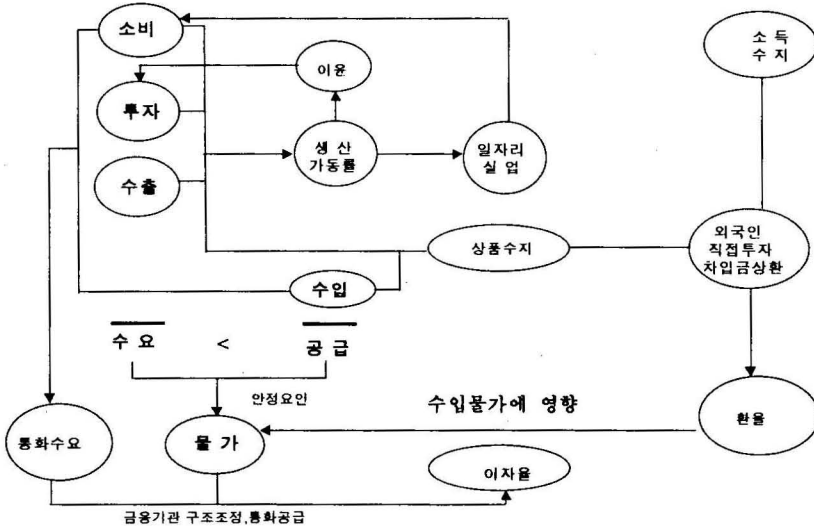 소비
소 득
수 지
이윤
투자
생 산
가동률
일자리
실 업
수출
외국인
직접투자
차입금상환
상품수지
수입
수 요
<
공 급
안정요인
수입물가에 영향
환율
통화수요
물 가
이자율
금융기관 구조조정,통화공급